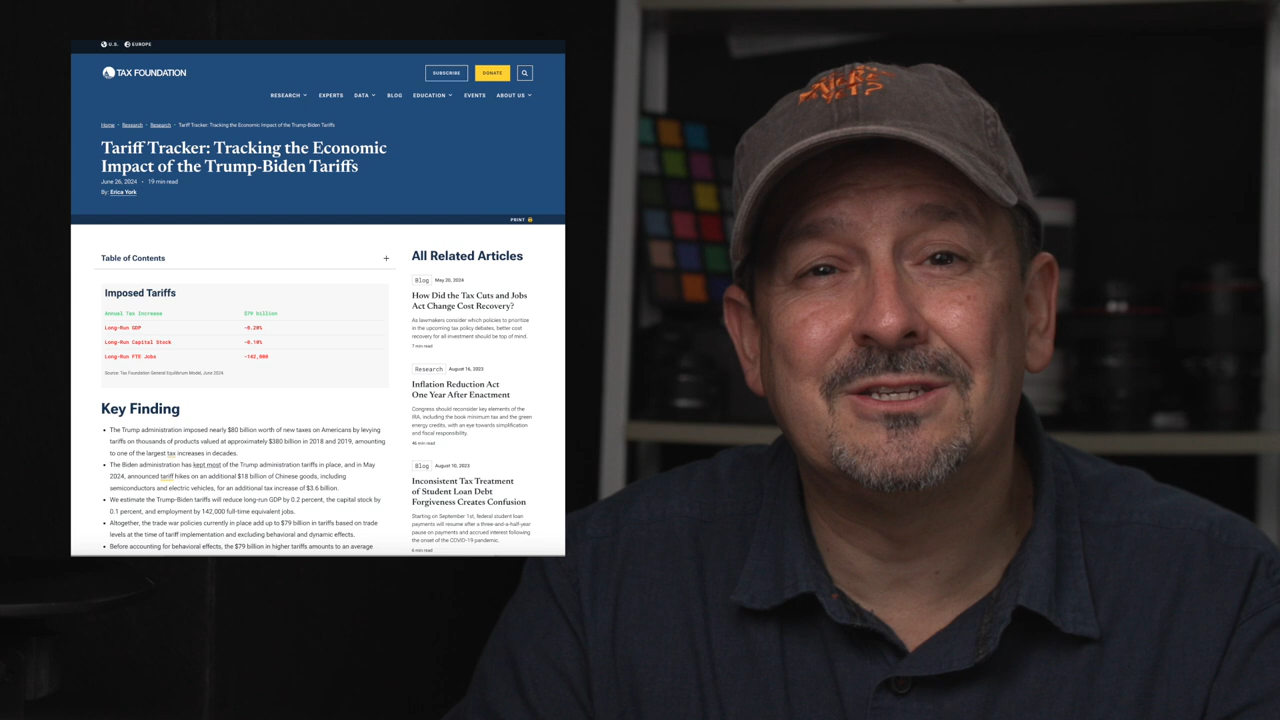 U.S. EUROPE
TAX FOUNDATION
SUBSCRIBE DONATE
RESEARCH EXPERTS DATA BLOG EDUCATION EVENTS ABOUT US
Home • Research • Research • Tariff Tracker: Tracking the Economic Impact of the Trump-Biden Tariffs
Tariff Tracker: Tracking the Economic
Impact of the Trump-Biden Tariffs
June 26, 2024 • 19 min read
By: Erica York
PRINT
Table of Contents +
Imposed Tariffs
Annual Tax Increase $79 billion
Long-Run GDP -0.20%
Long-Run Capital Stock -0.10%
Long-Run FTE Jobs -142,000
Source: Tax Foundation General Equilibrium Model, June 2024.
Key Finding
• The Trump administration imposed nearly $80 billion worth of new taxes on Americans by levying
tariffs on thousands of products valued at approximately $380 billion in 2018 and 2019, amounting
to one of the largest tax increases in decades.
• The Biden administration has kept most of the Trump administration tariffs in place, and in May
2024, announced tariff hikes on an additional $18 billion of Chinese goods, including
semiconductors and electric vehicles, for an additional tax increase of $3.6 billion.
• We estimate the Trump-Biden tariffs will reduce long-run GDP by 0.2 percent, the capital stock by
0.1 percent, and employment by 142,000 full-time equivalent jobs.
• Altogether, the trade war policies currently in place add up to $79 billion in tariffs based on trade
levels at the time of tariff implementation and excluding behavioral and dynamic effects.
• Before accounting for behavioral effects, the $79 billion in higher tariffs amounts to an average
All Related Articles
Blog May 20, 2024
How Did the Tax Cuts and Jobs
Act Change Cost Recovery?
As lawmakers consider which policies to prioritize
in the upcoming tax policy debates, better cost
recovery for all investment should be top of mind.
7 min read
Research August 16, 2023
Inflation Reduction Act
One Year After Enactment
Congress should reconsider key elements of the
IRA, including the book minimum tax and the green
energy credits, with an eye towards simplification
and fiscal responsibility.
46 min read
Blog August 10, 2023
Inconsistent Tax Treatment
of Student Loan Debt
Forgiveness Creates Confusion
Starting on September 1st, federal student loan
payments will resume after a three-and-a-half-year
pause on payments and accrued interest following
the onset of the COVID-19 pandemic.
6 min read